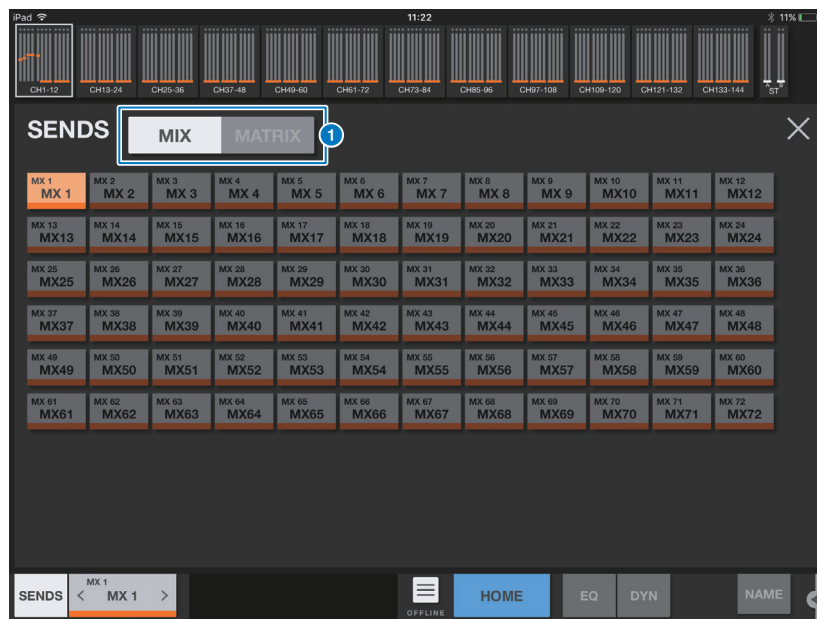 iPad 11:22 11%
CH1-12 CH13-24 CH25-36 CH37-48 CH49-60 CH61-72 CH73-84 CH85-96 CH97-108 CH109-120 CH121-132 CH133-144 A ST B
SENDS MIX MATRIX 1
MX 1 MX 2 MX 3 MX 4 MX 5 MX 6 MX 7 MX 8 MX 9 MX 10 MX 11 MX 12
MX 1 MX 2 MX 3 MX 4 MX 5 MX 6 MX 7 MX 8 MX 9 MX10 MX11 MX12
MX 13 MX 14 MX 15 MX 16 MX 17 MX 18 MX 19 MX 20 MX 21 MX 22 MX 23 MX 24
MX13 MX14 MX15 MX16 MX17 MX18 MX19 MX20 MX21 MX22 MX23 MX24
MX 25 MX 26 MX 27 MX 28 MX 29 MX 30 MX 31 MX 32 MX 33 MX 34 MX 35 MX 36
MX25 MX26 MX27 MX28 MX29 MX30 MX31 MX32 MX33 MX34 MX35 MX36
MX 37 MX 38 MX 39 MX 40 MX 41 MX 42 MX 43 MX 44 MX 45 MX 46 MX 47 MX 48
MX37 MX38 MX39 MX40 MX41 MX42 MX43 MX44 MX45 MX46 MX47 MX48
MX 49 MX 50 MX 51 MX 52 MX 53 MX 54 MX 55 MX 56 MX 57 MX 58 MX 59 MX 60
MX49 MX50 MX51 MX52 MX53 MX54 MX55 MX56 MX57 MX58 MX59 MX60
MX 61 MX 62 MX 63 MX 64 MX 65 MX 66 MX 67 MX 68 MX 69 MX 70 MX 71 MX 72
MX61 MX62 MX63 MX64 MX65 MX66 MX67 MX68 MX69 MX70 MX71 MX72
MX 1
SENDS < MX 1 > HOME EQ DYN NAME
OFFLINE